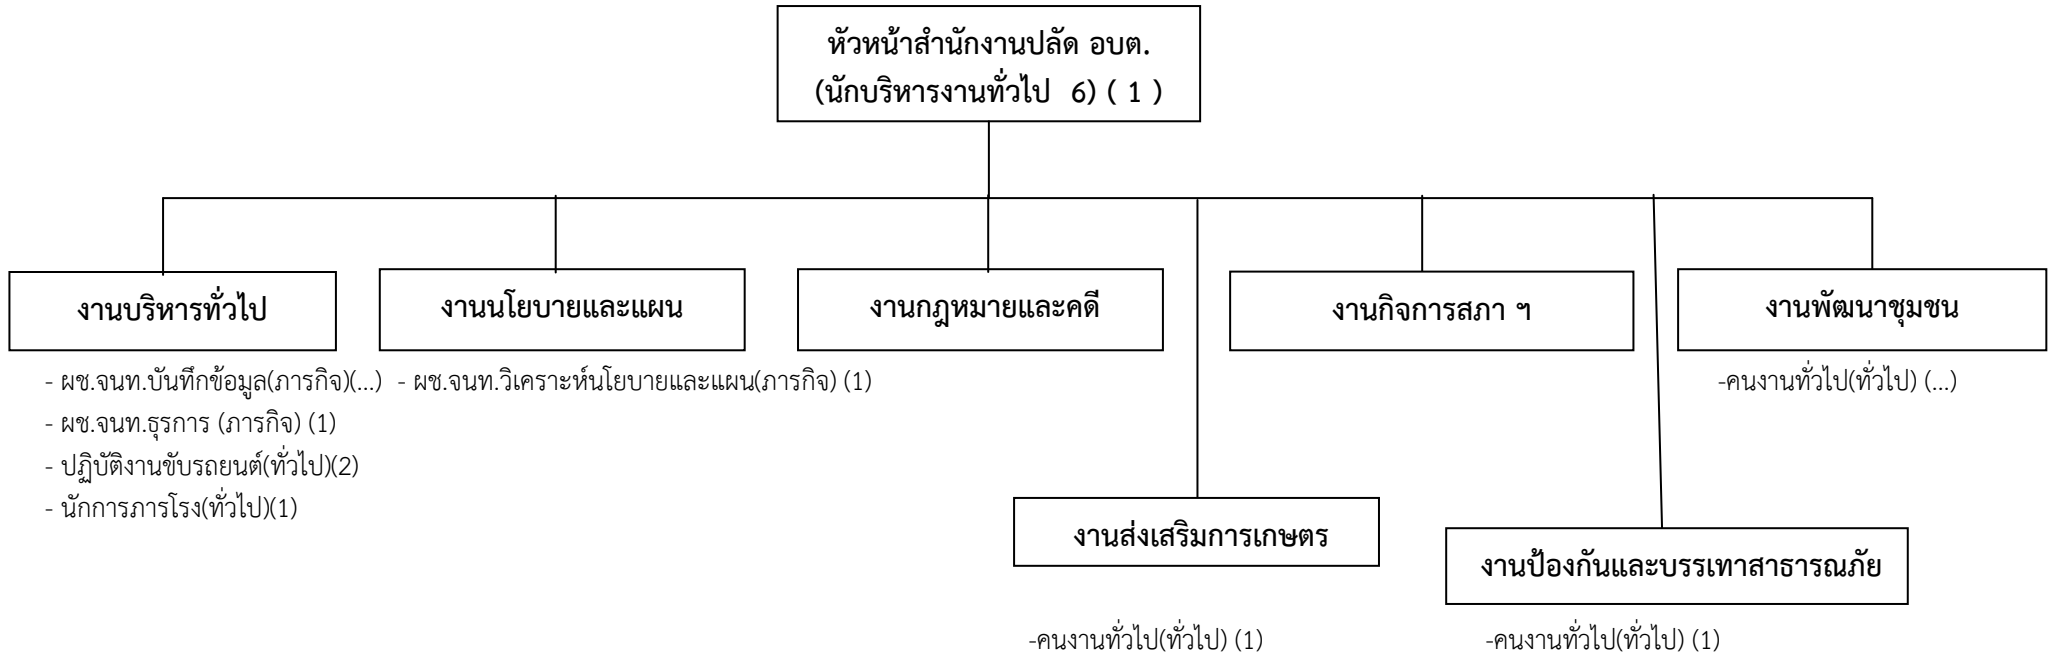 หัวหน้าสำนักงานปลัด อบต.
(นักบริหารงานทั่วไป 6) ( 1 )
งานบริหารทั่วไป
- ผช.จนท.บันทึกข้อมูล(ภารกิจ)(...)
- ผช.จนท.ธุรการ (ภารกิจ) (1)
- ปฏิบัติงานขับรถยนต์(ทั่วไป)(2)
- นักการภารโรง(ทั่วไป)(1)
งานนโยบายและแผน
- ผช.จนท.วิเคราะห์นโยบายและแผน(ภารกิจ) (1)
งานกฎหมายและคดี
งานกิจการสภา ฯ
งานพัฒนาชุมชน
-คนงานทั่วไป(ทั่วไป) (...)
งานส่งเสริมการเกษตร
-คนงานทั่วไป(ทั่วไป) (1)
งานป้องกันและบรรเทาสาธารณภัย
-คนงานทั่วไป(ทั่วไป) (1)